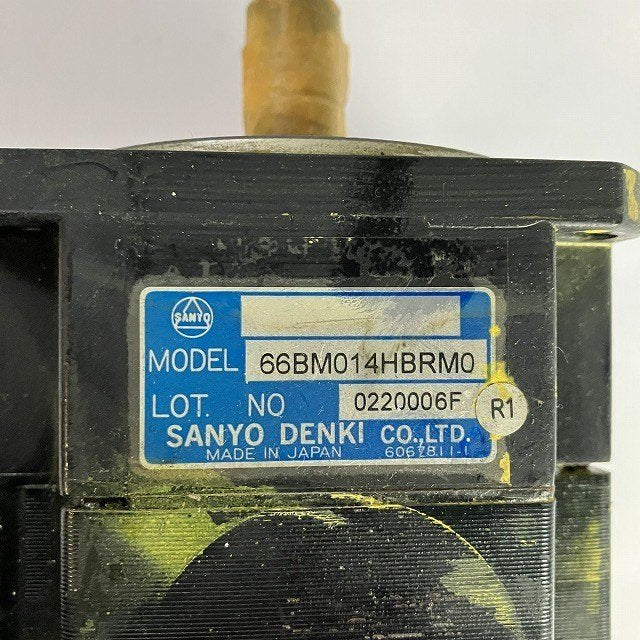 SANYO
MODEL 66BM014HBRM0
LOT. NO 0220006F R1
SANYO DENKI CO.,LTD.
MADE IN JAPAN 6067811-1